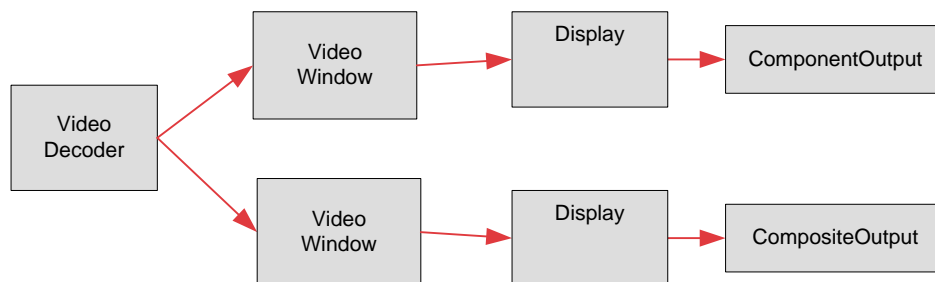 Video
Decoder
Video
Window
Display
ComponentOutput
Video
Window
Display
CompositeOutput